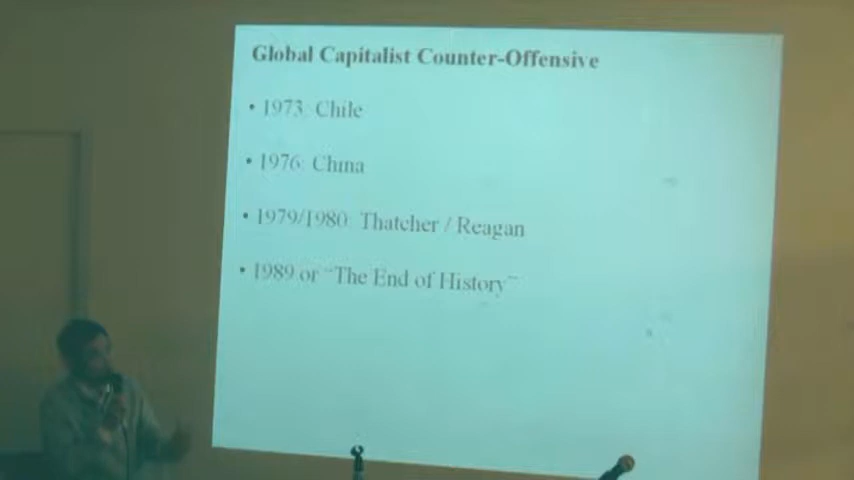 Global Capitalist Counter-Offensive
• 1973: Chile
• 1976: China
• 1979/1980: Thatcher / Reagan
• 1989 or “The End of History”